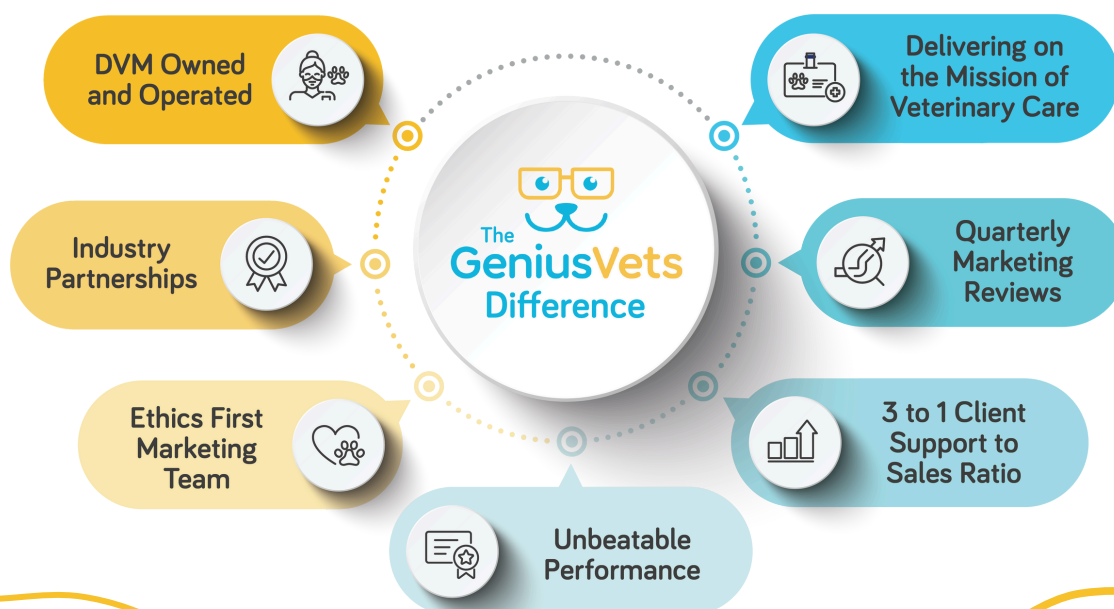 DVM Owned
and Operated
Delivering on
the Mission of
Veterinary Care
The
GeniusVets
Difference
Industry
Partnerships
Quarterly
Marketing
Reviews
Ethics First
Marketing
Team
3 to 1 Client
Support to
Sales Ratio
Unbeatable
Performance